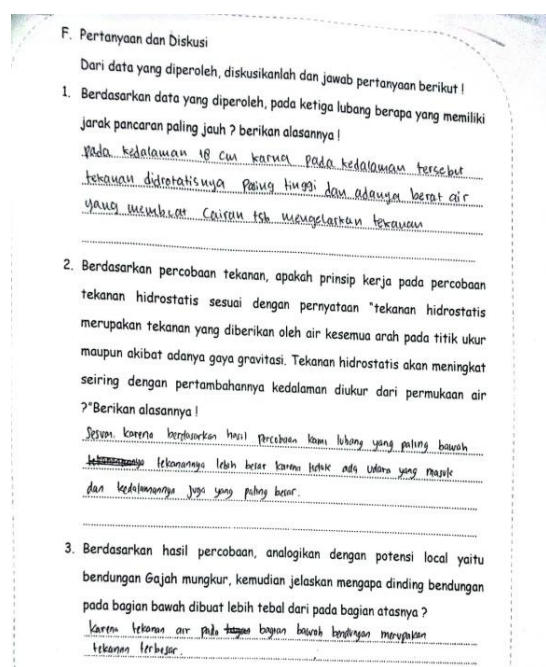 F. Pertanyaan dan Diskusi
Dari data yang diperoleh, diskusikanlah dan jawab pertanyaan berikut !
1. Berdasarkan data yang diperoleh, pada ketiga lubang berapa yang memiliki
jarak pancaran paling jauh ? berikan alasannya !
pada kedalaman 18 cm karna pada kedalaman tersebut
tekanan didrotatisnya paing tinggi dan adanya berat air
yang membuat cairan tsb mengelarkan tekanan
2. Berdasarkan percobaan tekanan, apakah prinsip kerja pada percobaan
tekanan hidrostatis sesuai dengan pernyataan "tekanan hidrostatis
merupakan tekanan yang diberikan oleh air kesemua arah pada titik ukur
maupun akibat adanya gaya gravitasi. Tekanan hidrostatis akan meningkat
seiring dengan pertambahannya kedalaman diukur dari permukaan air
?"Berikan alasannya !
Sesuai. karena berdasarkan hasil percobaan kami lubang yang paling bawah
tekanannya lebih besar karena tidak ada udara yang masuk
dan kedalamannya juga yang paling besar.
3. Berdasarkan hasil percobaan, analogikan dengan potensi local yaitu
bendungan Gajah mungkur, kemudian jelaskan mengapa dinding bendungan
pada bagian bawah dibuat lebih tebal dari pada bagian atasnya ?
Karena tekanan air pada bagian bawah bendungan merupakan
tekanan terbesar.